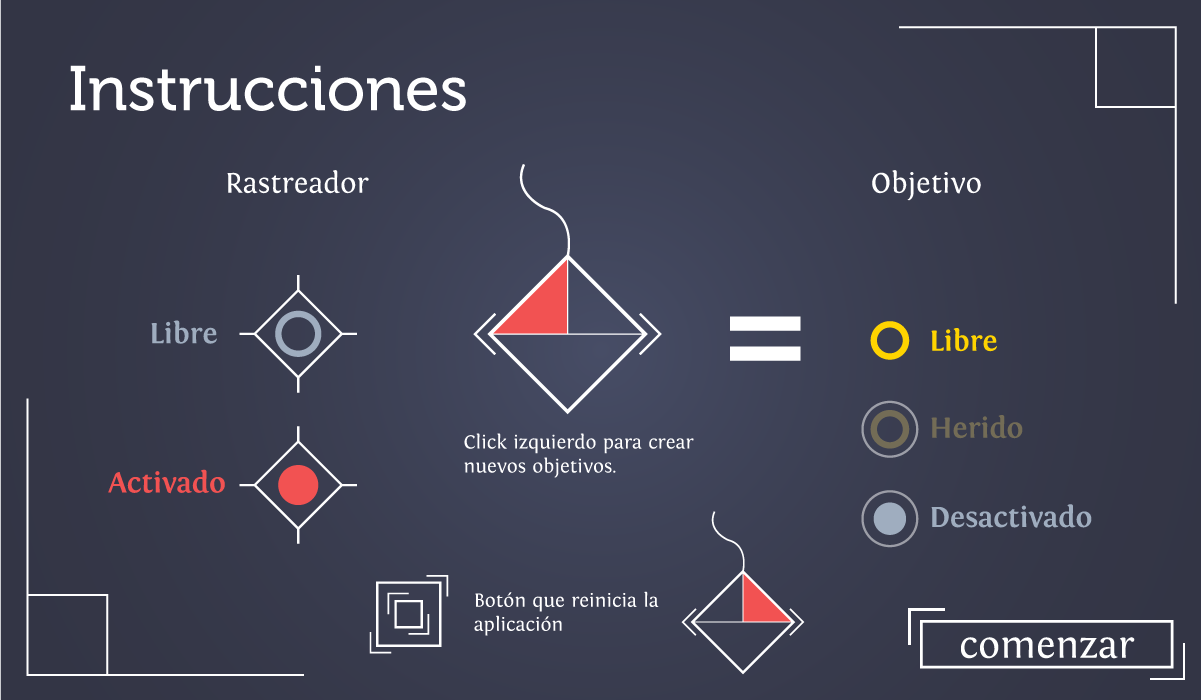 Instrucciones
Rastreador
Objetivo
Libre
Libre
Herido
Activado
Click izquierdo para crear
nuevos objetivos.
Desactivado
Botón que reinicia la
aplicación
comenzar